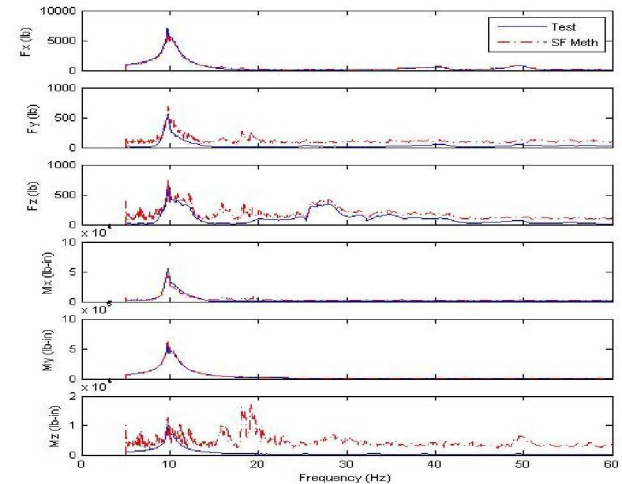 10000
5000
0
Fx (lb)
Test
SF Meth
1000
500
0
Fy (lb)
1000
500
0
Fz (lb)
x 10
10
5
0
Mx (lb-in)
x 10
10
5
0
My (lb-in)
x 10
2
1
0
Mz (lb-in)
0 10 20 30 40 50 60
Frequency (Hz)